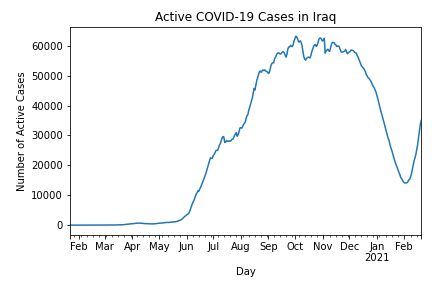 Active COVID-19 Cases in Iraq
Number of Active Cases
60000
50000
40000
30000
20000
10000
0
Feb Mar Apr May Jun Jul Aug Sep Oct Nov Dec Jan Feb
2021
Day